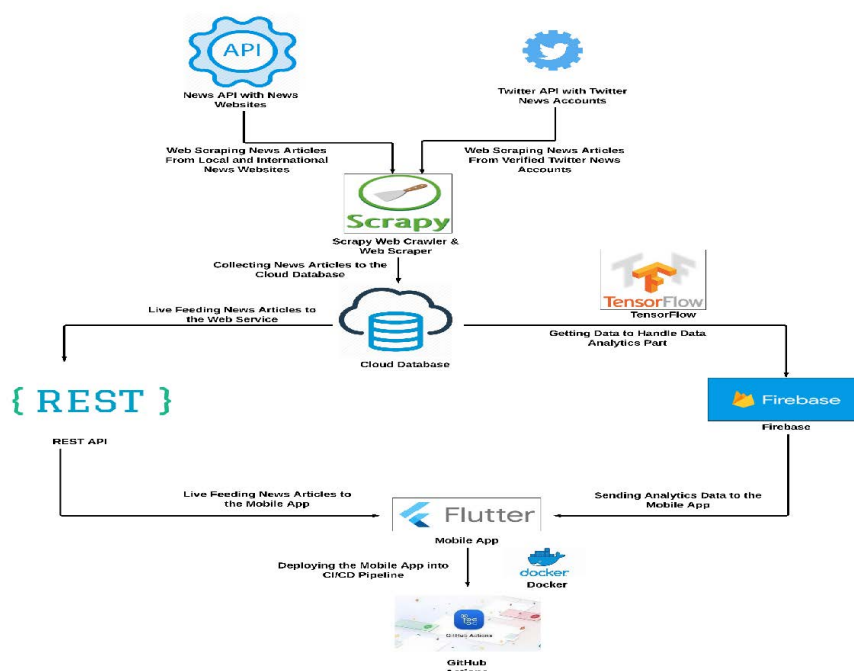 API
News API with News
Websites
Twitter API with Twitter
News Accounts
Web Scraping News Articles
From Local and International
News Websites
Web Scraping News Articles
From Verified Twitter News
Accounts
Scrapy
Scrapy Web Crawler &
Web Scraper
Collecting News Articles to the
Cloud Database
TensorFlow
TensorFlow
Live Feeding News Articles to
the Web Service
Getting Data to Handle Data
Analytics Part
Cloud Database
{ REST }
REST API
Firebase
Firebase
Live Feeding News Articles to
the Mobile App
Sending Analytics Data to the
Mobile App
Flutter
Mobile App
Deploying the Mobile App into
CI/CD Pipeline
docker
Docker
GitHub Actions
GitHub